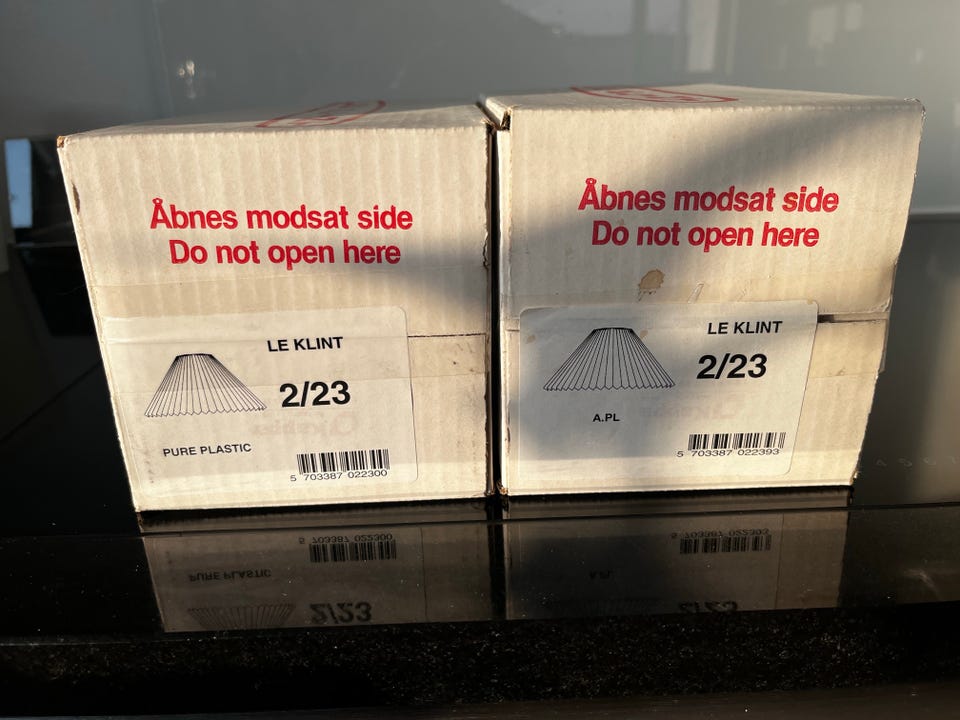 Åbnes modsat side
Do not open here
LE KLINT
2/23
PURE PLASTIC
5 703387 022300
Åbnes modsat side
Do not open here
LE KLINT
2/23
A.PL
5 703387 022393